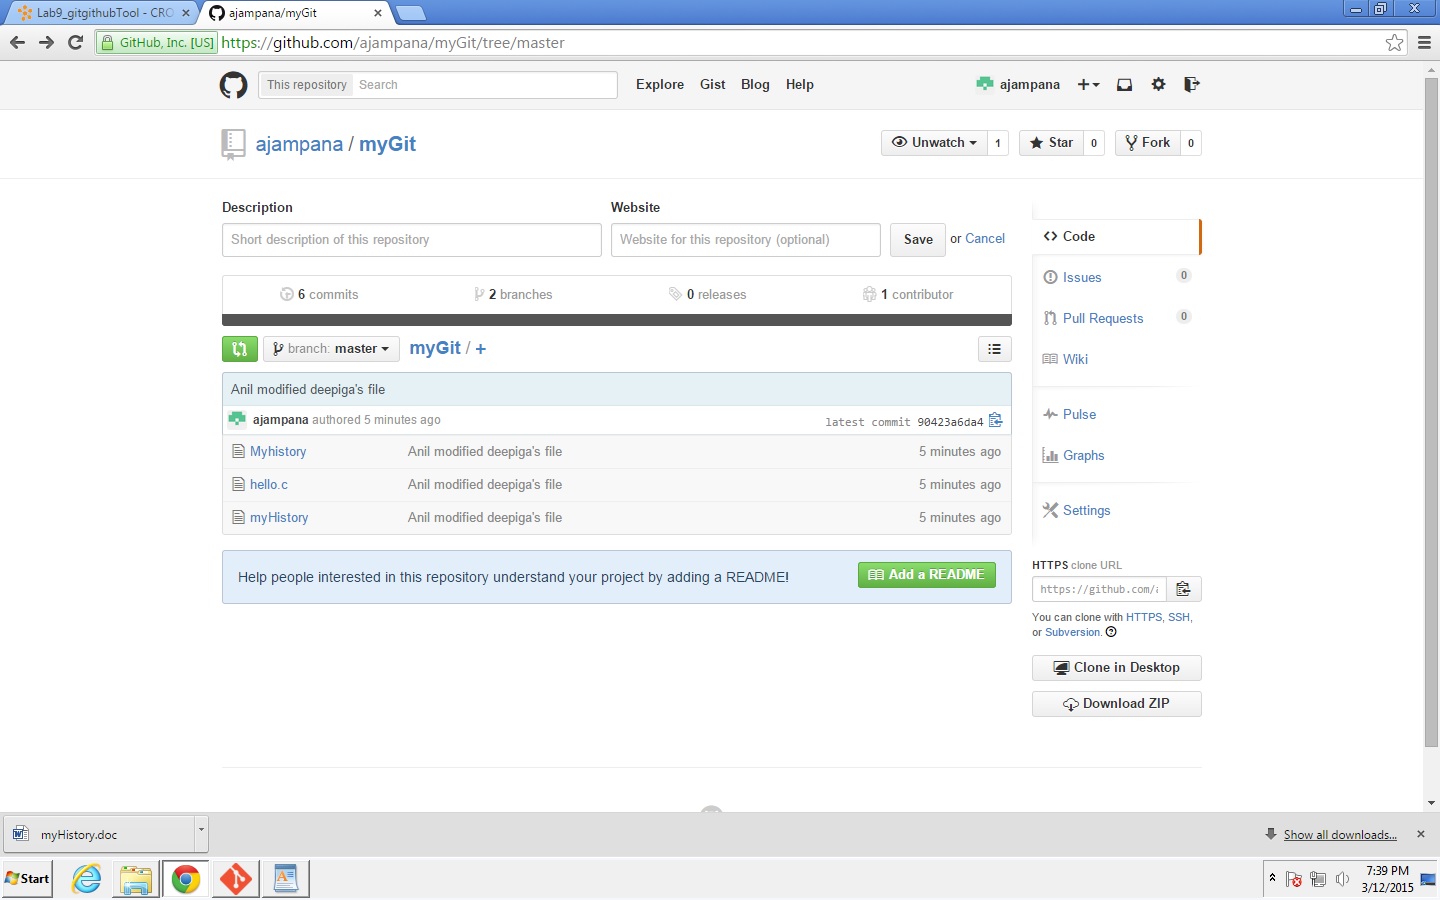 Lab9_gitgithubTool - CRO
ajampana/myGit
GitHub, Inc. [US]
https://github.com/ajampana/myGit/tree/master
This repository
Search
Explore
Gist
Blog
Help
ajampana
ajampana / myGit
Unwatch
1
Star
0
Fork
0
Description
Website
Short description of this repository
Website for this repository (optional)
Save
or Cancel
6 commits
2 branches
0 releases
1 contributor
branch: master
myGit / +
Anil modified deepiga's file
ajampana authored 5 minutes ago
latest commit 90423a6da4
Myhistory
Anil modified deepiga's file
5 minutes ago
hello.c
Anil modified deepiga's file
5 minutes ago
myHistory
Anil modified deepiga's file
5 minutes ago
Help people interested in this repository understand your project by adding a README!
Add a README
Code
Issues
0
Pull Requests
0
Wiki
Pulse
Graphs
Settings
HTTPS clone URL
https://github.com/
You can clone with HTTPS, SSH,
or Subversion.
Clone in Desktop
Download ZIP
myHistory.doc
Show all downloads...
Start
7:39 PM
3/12/2015